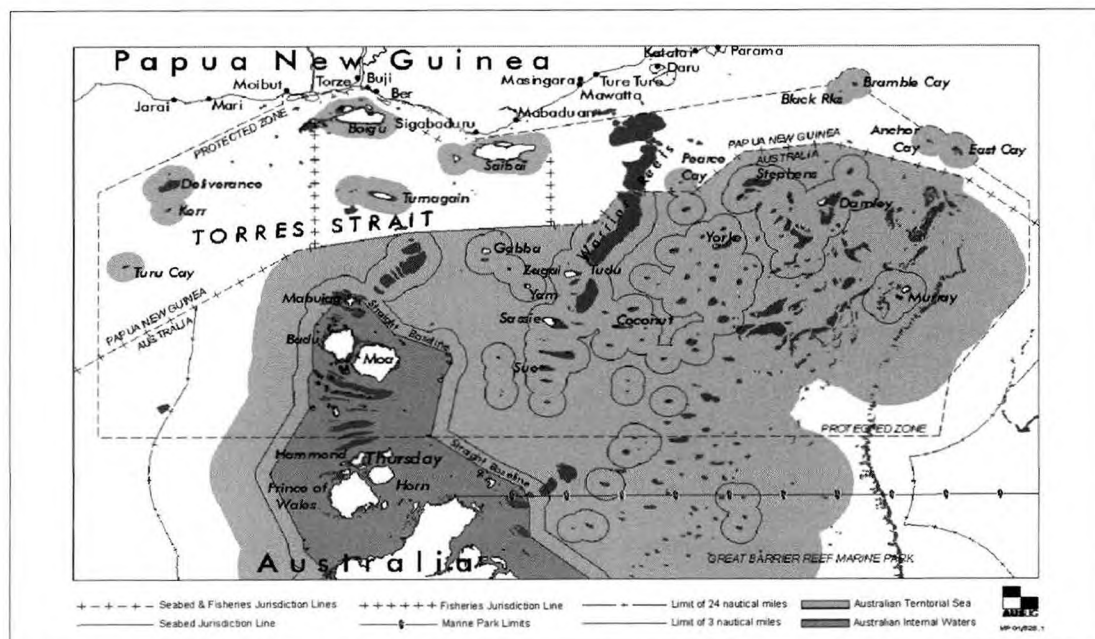 Papua New Guinea
Katatai
Parama
Daru
Moibut
Torze
Buji
Ber
Masingara
Ture Ture
Mawatta
Bramble Cay
Black Rks
Jarai
Mari
Mabaduan
Sigabaduru
Boigu
PROTECTED ZONE
Saibai
Warrior Reefs
Pearce Cay
PAPUA NEW GUINEA
AUSTRALIA
Anchor Cay
East Cay
Deliverance
Kerr
Turnagain
Stephens
Darnley
TORRES STRAIT
Turu Cay
Gabba
Zagai
Tudu
Yorke
Yam
Mabuiag
Straight Baseline
Sassie
Coconut
Murray
PAPUA NEW GUINEA
AUSTRALIA
Badu
Moa
Sue
PROTECTED ZONE
Hammond
Thursday
Straight Baseline
Prince of Wales
Horn
Australia
GREAT BARRIER REEF MARINE PARK
Seabed & Fisheries Jurisdiction Lines
Fisheries Jurisdiction Line
Limit of 24 nautical miles
Australian Territorial Sea
Seabed Jurisdiction Line
Marine Park Limits
Limit of 3 nautical miles
Australian Internal Waters